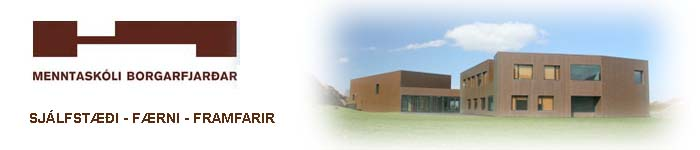 MENNTASKÓLI BORGARFJARÐAR
SJÁLFSTÆÐI - FÆRNI - FRAMFARIR